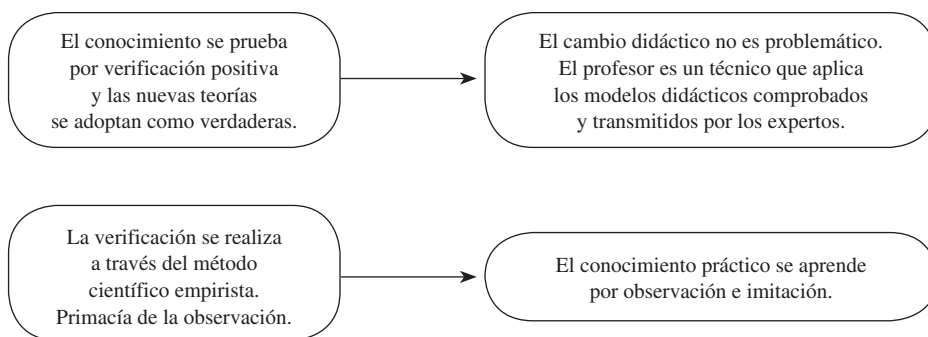 El conocimiento se prueba
por verificación positiva
y las nuevas teorías
se adoptan como verdaderas.
El cambio didáctico no es problemático.
El profesor es un técnico que aplica
los modelos didácticos comprobados
y transmitidos por los expertos.
La verificación se realiza
a través del método
científico empirista.
Primacía de la observación.
El conocimiento práctico se aprende
por observación e imitación.